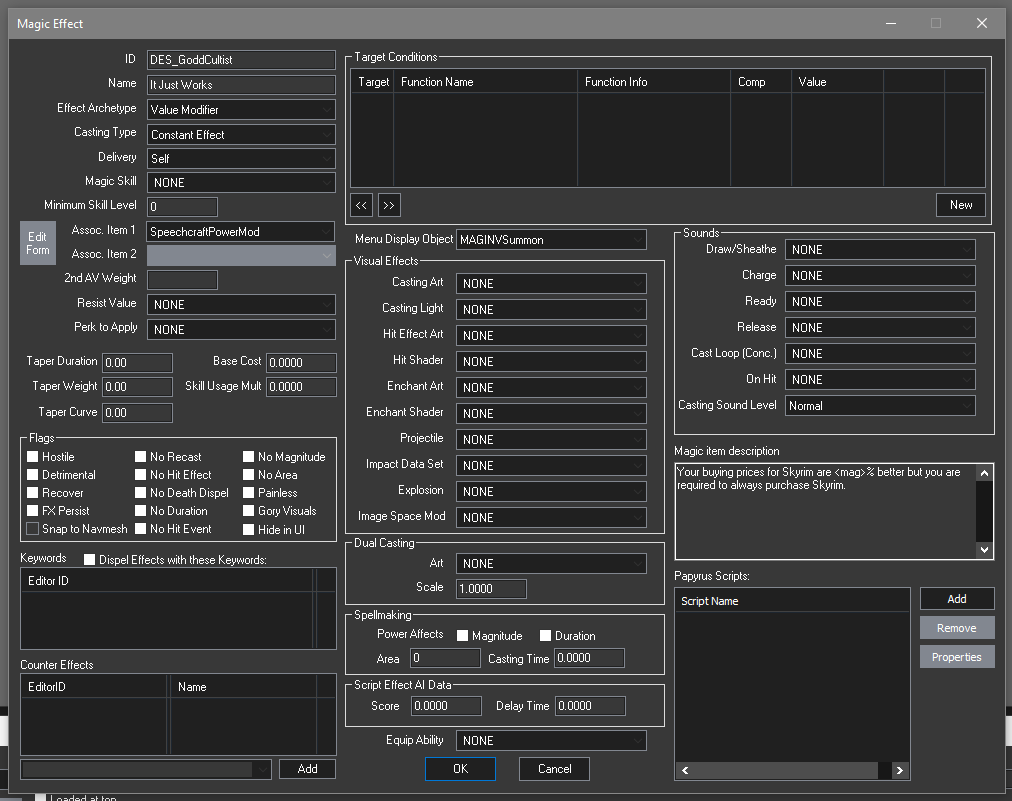 Magic Effect
ID DES_GoddCultist
Name It Just Works
Effect Archetype Value Modifier
Casting Type Constant Effect
Delivery Self
Magic Skill NONE
Minimum Skill Level 0
Edit Form
Assoc. Item 1 SpeechcraftPowerMod
Assoc. Item 2
2nd AV Weight
Resist Value NONE
Perk to Apply NONE
Taper Duration 0.00 Base Cost 0.0000
Taper Weight 0.00 Skill Usage Mult 0.0000
Taper Curve 0.00
Flags
Hostile No Recast No Magnitude
Detrimental No Hit Effect No Area
Recover No Death Dispel Painless
FX Persist No Duration Gory Visuals
Snap to Navmesh No Hit Event Hide in UI
Keywords Dispel Effects with these Keywords:
Editor ID
Counter Effects
EditorID Name
Add
Target Conditions
Target Function Name Function Info Comp Value
<< >> New
Menu Display Object MAGINVSummon
Visual Effects
Casting Art NONE
Casting Light NONE
Hit Effect Art NONE
Hit Shader NONE
Enchant Art NONE
Enchant Shader NONE
Projectile NONE
Impact Data Set NONE
Explosion NONE
Image Space Mod NONE
Dual Casting
Art NONE
Scale 1.0000
Spellmaking
Power Affects Magnitude Duration
Area 0 Casting Time 0.0000
Script Effect AI Data
Score 0.0000 Delay Time 0.0000
Equip Ability NONE
OK Cancel
Sounds
Draw/Sheathe NONE
Charge NONE
Ready NONE
Release NONE
Cast Loop (Conc.) NONE
On Hit NONE
Casting Sound Level Normal
Magic item description
Your buying prices for Skyrim are <mag>% better but you are
required to always purchase Skyrim.
Papyrus Scripts:
Script Name
Add
Remove
Properties
Loaded at top